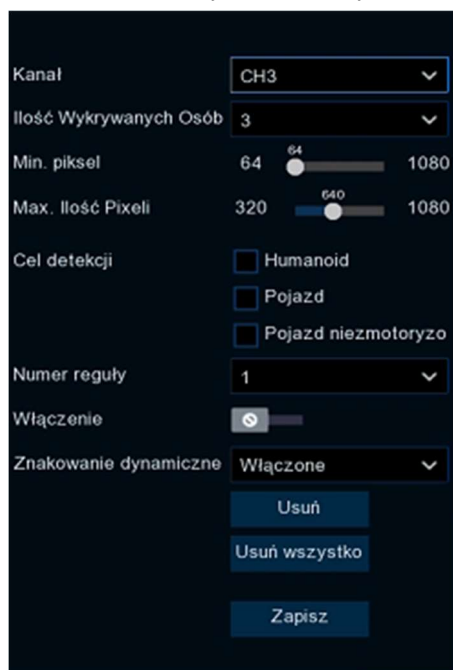 Kanał CH3
Ilość Wykrywanych Osób 3
Min. piksel 64 64 1080
Max. Ilość Pixeli 320 640 1080
Cel detekcji Humanoid
Pojazd
Pojazd niezmotoryzo
Numer reguły 1
Włączenie
Znakowanie dynamiczne Włączone
Usuń
Usuń wszystko
Zapisz